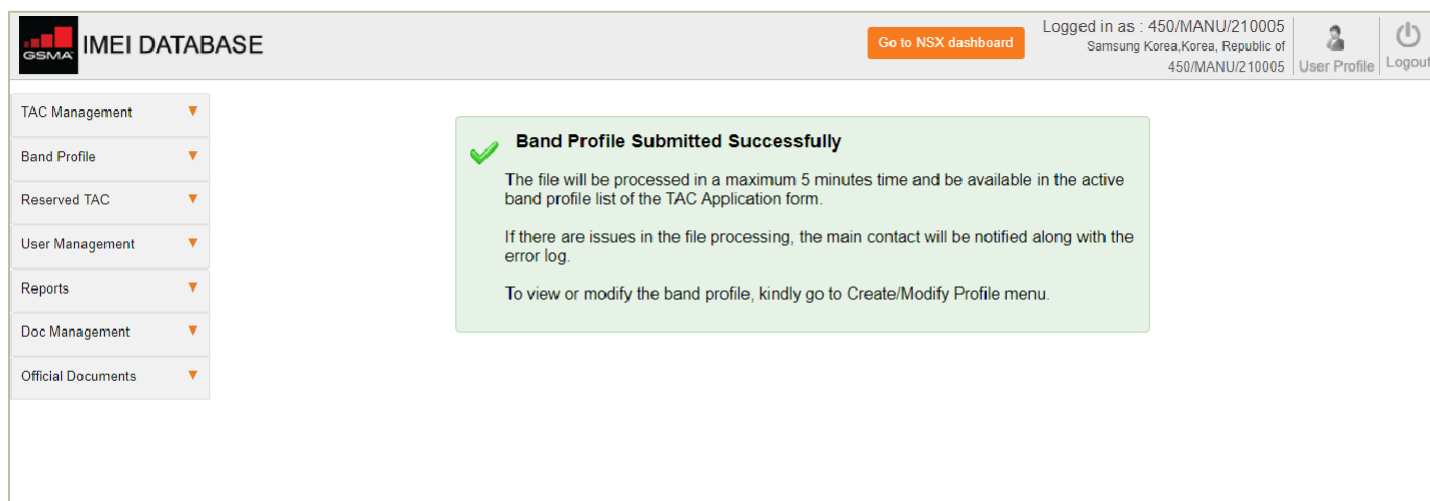 GSMA
IMEI DATABASE
Go to NSX dashboard
Logged in as : 450/MANU/210005
Samsung Korea,Korea, Republic of
450/MANU/210005
User Profile
Logout
TAC Management
Band Profile
Reserved TAC
User Management
Reports
Doc Management
Official Documents
Band Profile Submitted Successfully
The file will be processed in a maximum 5 minutes time and be available in the active
band profile list of the TAC Application form.
If there are issues in the file processing, the main contact will be notified along with the
error log.
To view or modify the band profile, kindly go to Create/Modify Profile menu.